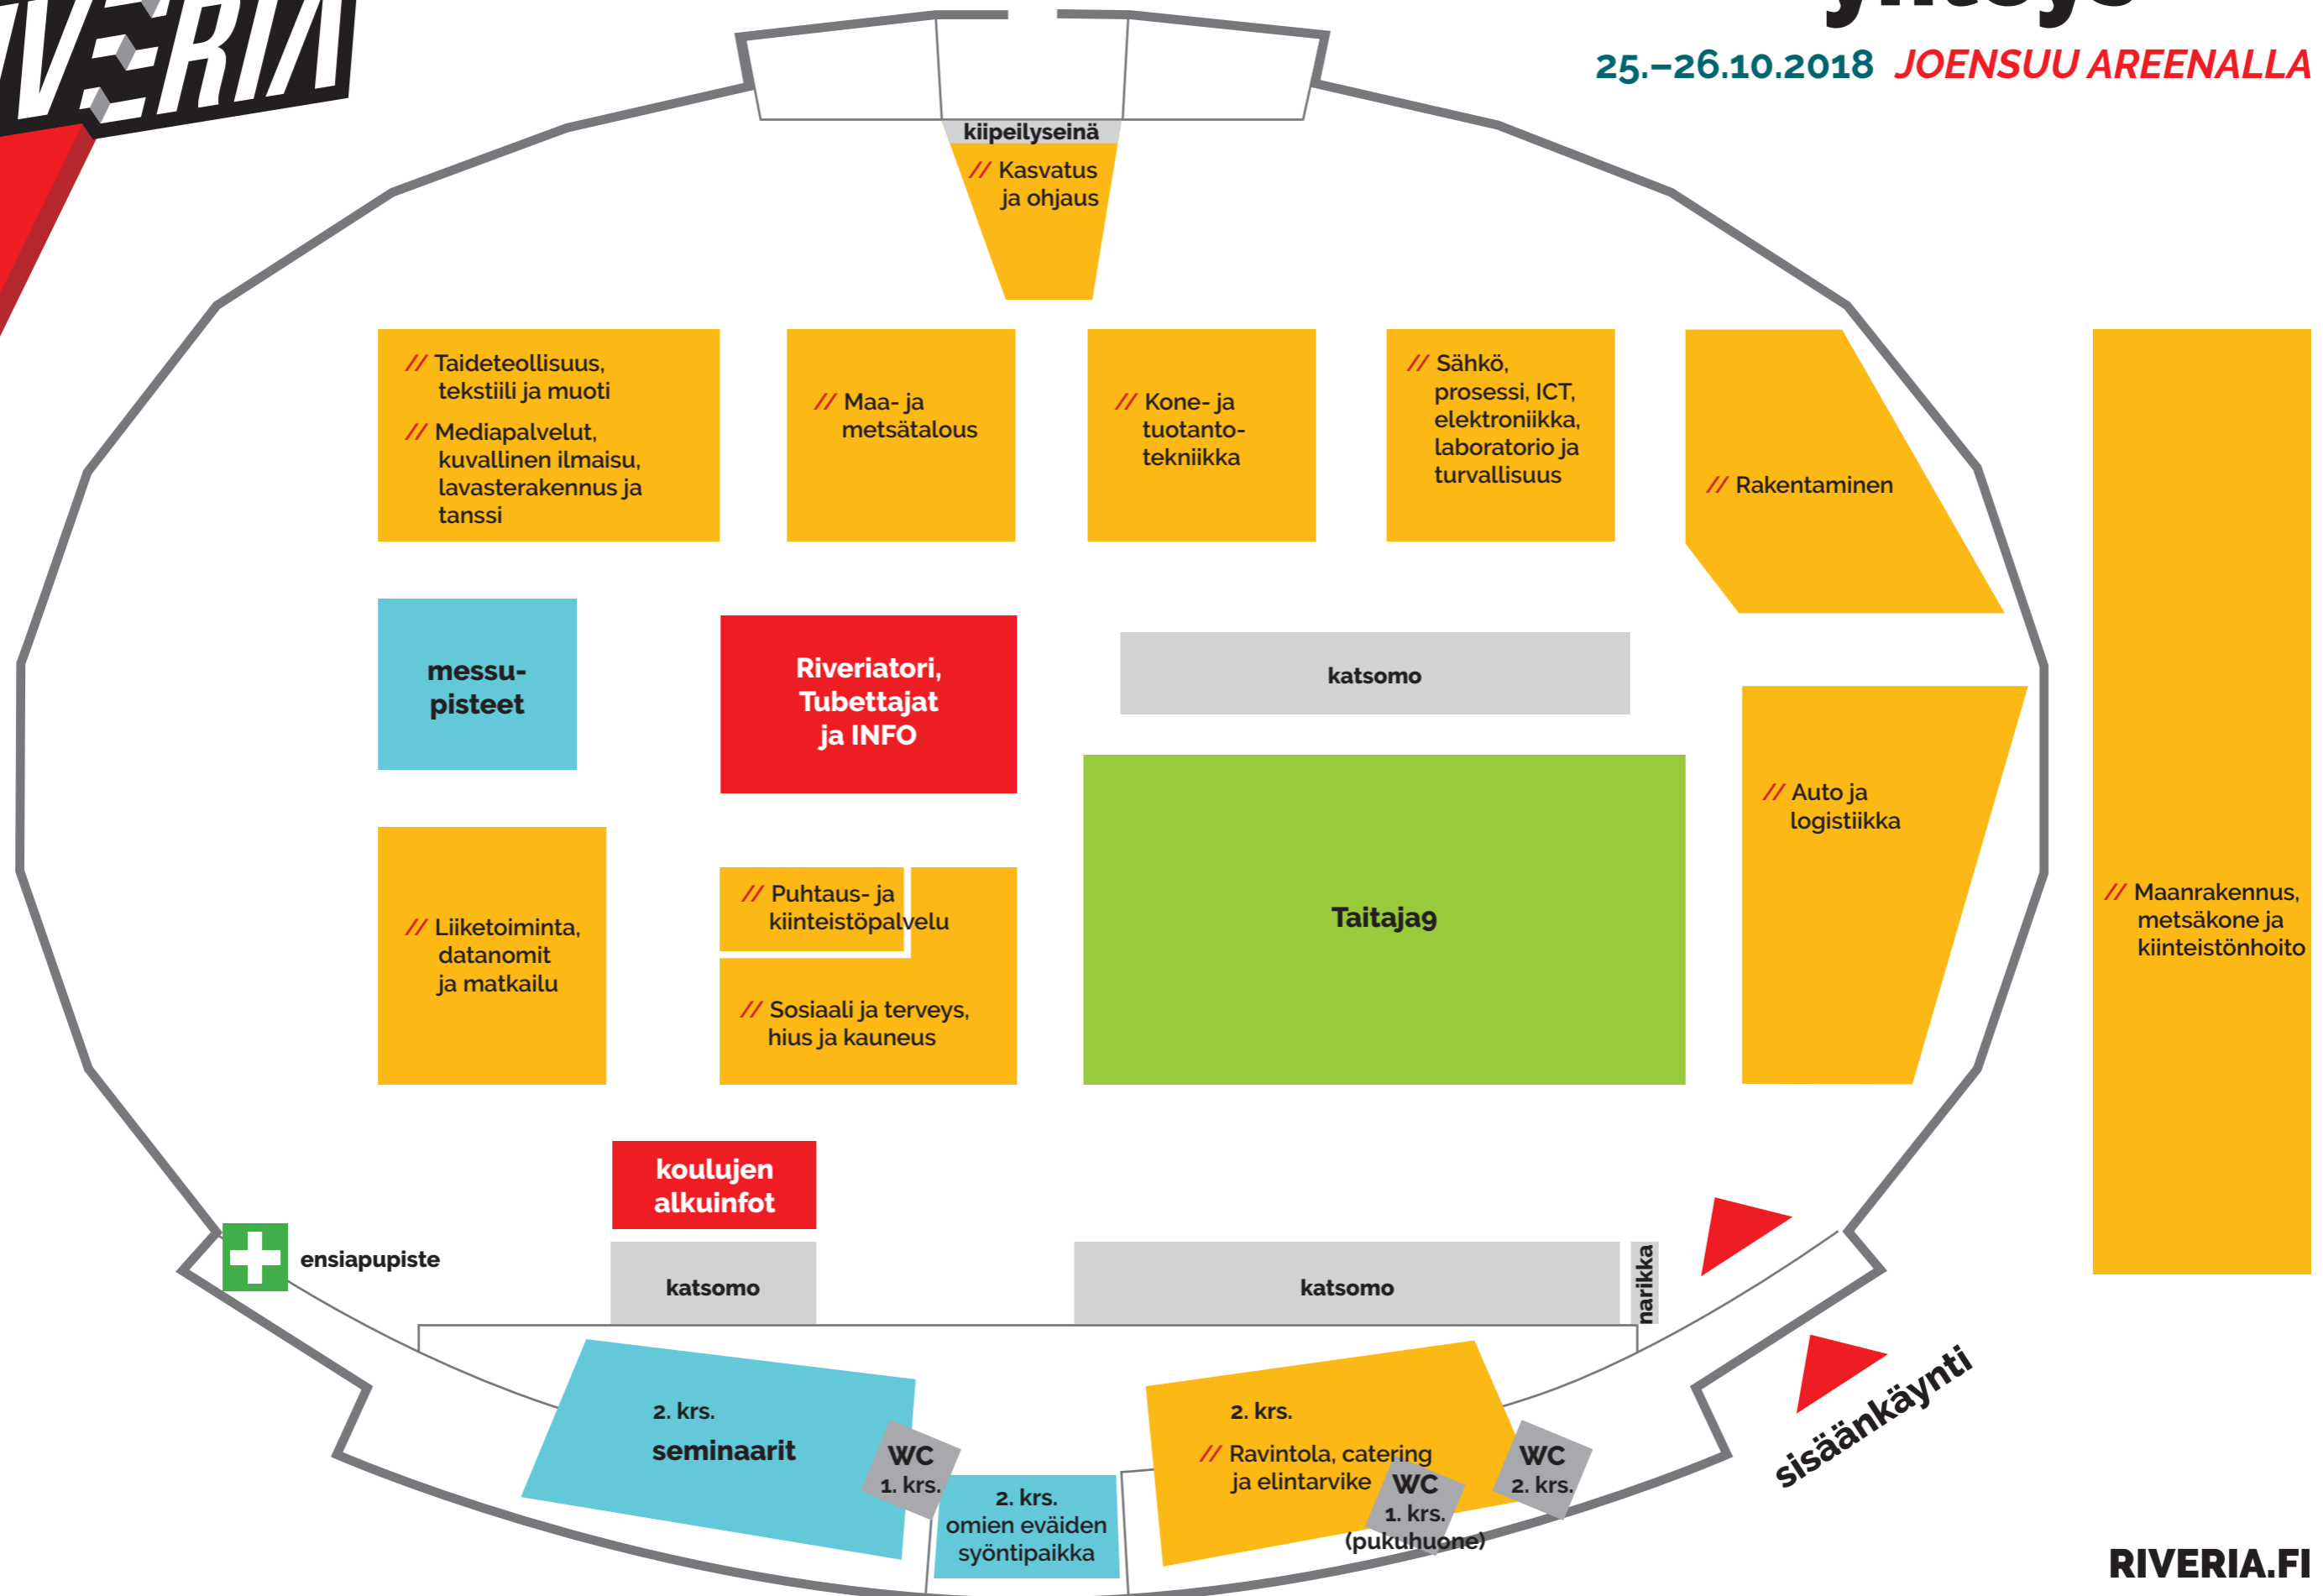 25.–26.10.2018 JOENSUU AREENALLA
kiipeilyseinä
// Kasvatus
ja ohjaus
// Taideteollisuus,
tekstiili ja muoti
// Mediapalvelut,
kuvallinen ilmaisu,
lavasterakennus ja
tanssi
// Maa- ja
metsätalous
// Kone- ja
tuotanto-
tekniikka
// Sähkö,
prosessi, ICT,
elektroniikka,
laboratorio ja
turvallisuus
// Rakentaminen
messu-
pisteet
Riveriatori,
Tubettajat
ja INFO
katsomo
// Auto ja
logistiikka
// Maanrakennus,
metsäkone ja
kiinteistönhoito
// Liiketoiminta,
datanomit
ja matkailu
// Puhtaus- ja
kiinteistöpalvelu
// Sosiaali ja terveys,
hius ja kauneus
Taitaja9
koulujen
alkuinfot
ensiapupiste
katsomo
katsomo
narikka
sisäänkäynti
2. krs.
seminaarit
WC
1. krs.
2. krs.
omien eväiden
syöntipaikka
2. krs.
// Ravintola, catering
ja elintarvike
WC
1. krs.
(pukuhuone)
WC
2. krs.
RIVERIA.FI